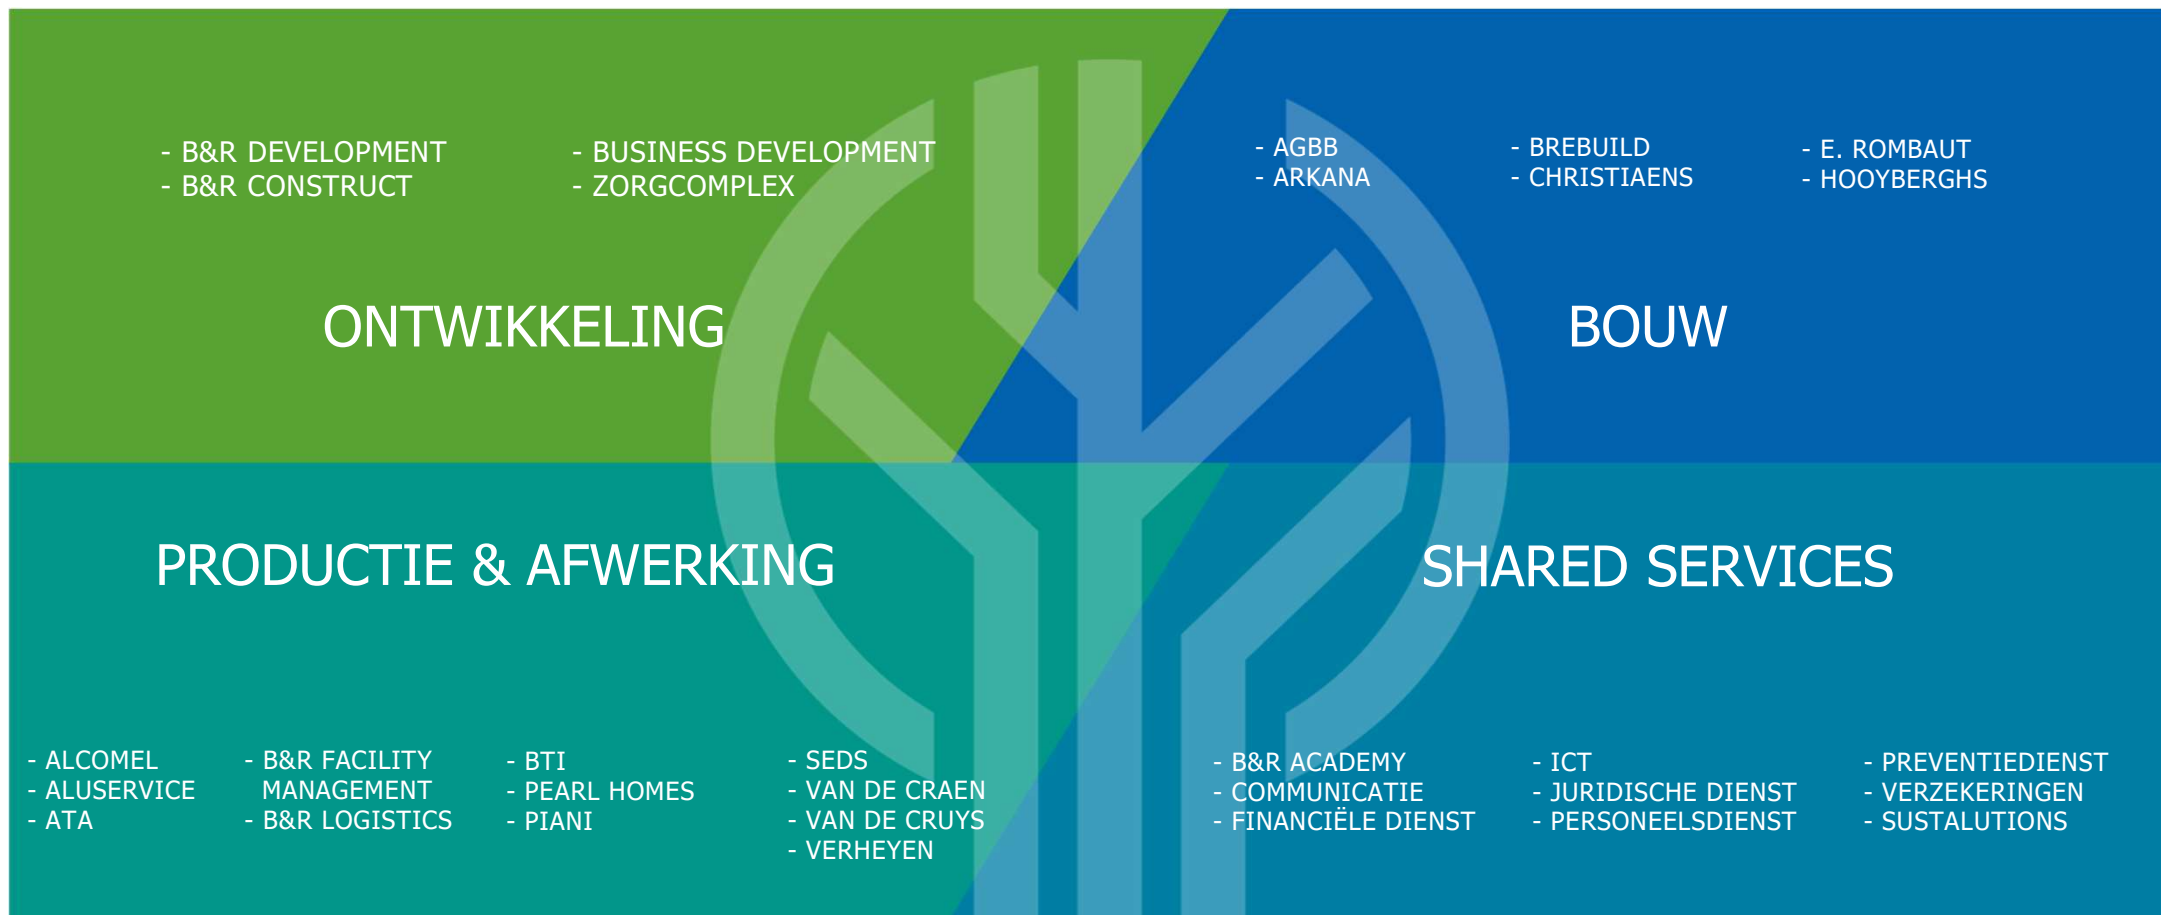 - B&R DEVELOPMENT
- B&R CONSTRUCT
- BUSINESS DEVELOPMENT
- ZORGCOMPLEX
ONTWIKKELING
- AGBB
- ARKANA
- BREBUILD
- CHRISTIAENS
- E. ROMBAUT
- HOOYBERGHS
BOUW
PRODUCTIE & AFWERKING
- ALCOMEL
- ALUSERVICE
- ATA
- B&R FACILITY
MANAGEMENT
- B&R LOGISTICS
- BTI
- PEARL HOMES
- PIANI
- SEDS
- VAN DE CRAEN
- VAN DE CRUYS
- VERHEYEN
SHARED SERVICES
- B&R ACADEMY
- COMMUNICATIE
- FINANCIËLE DIENST
- ICT
- JURIDISCHE DIENST
- PERSONEELSDIENST
- PREVENTIEDIENST
- VERZEKERINGEN
- SUSTALUTIONS